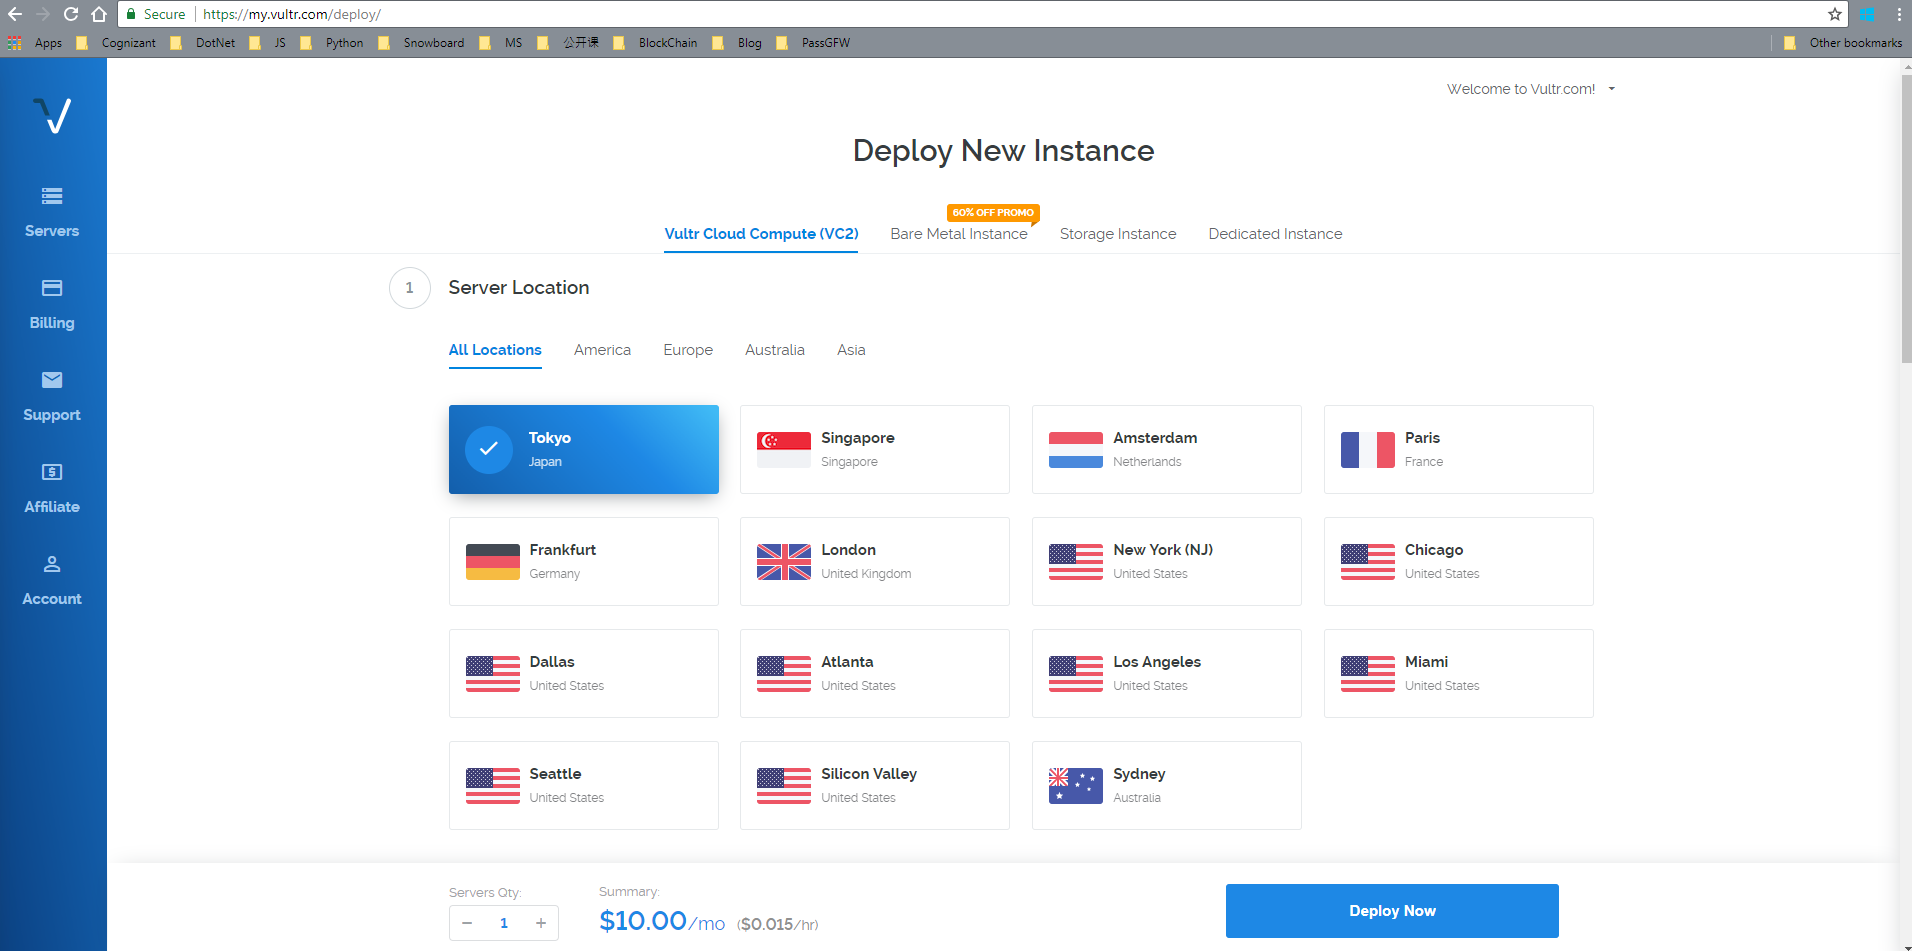 Secure https://my.vultr.com/deploy/
Apps Cognizant DotNet JS Python Snowboard MS 公开课 BlockChain Blog PassGFW Other bookmarks
Welcome to Vultr.com!
Deploy New Instance
60% OFF PROMO
Vultr Cloud Compute (VC2) Bare Metal Instance Storage Instance Dedicated Instance
Servers
Billing
Support
Affiliate
Account
1 Server Location
All Locations America Europe Australia Asia
Tokyo
Japan
Singapore
Singapore
Amsterdam
Netherlands
Paris
France
Frankfurt
Germany
London
United Kingdom
New York (NJ)
United States
Chicago
United States
Dallas
United States
Atlanta
United States
Los Angeles
United States
Miami
United States
Seattle
United States
Silicon Valley
United States
Sydney
Australia
Servers Qty:
− 1 +
Summary:
$10.00/mo ($0.015/hr)
Deploy Now